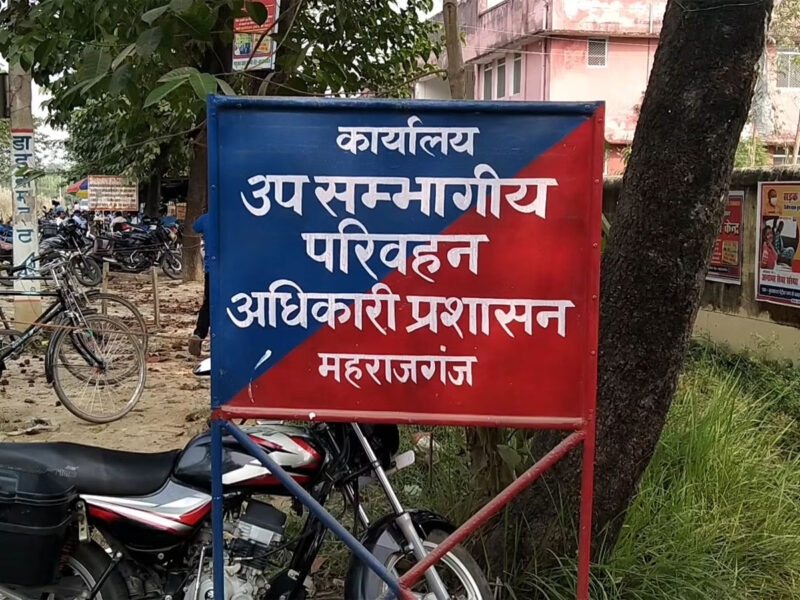 कार्यालय
उप सम्भागीय
परिवहन
अधिकारी प्रशासन
महराजगंज